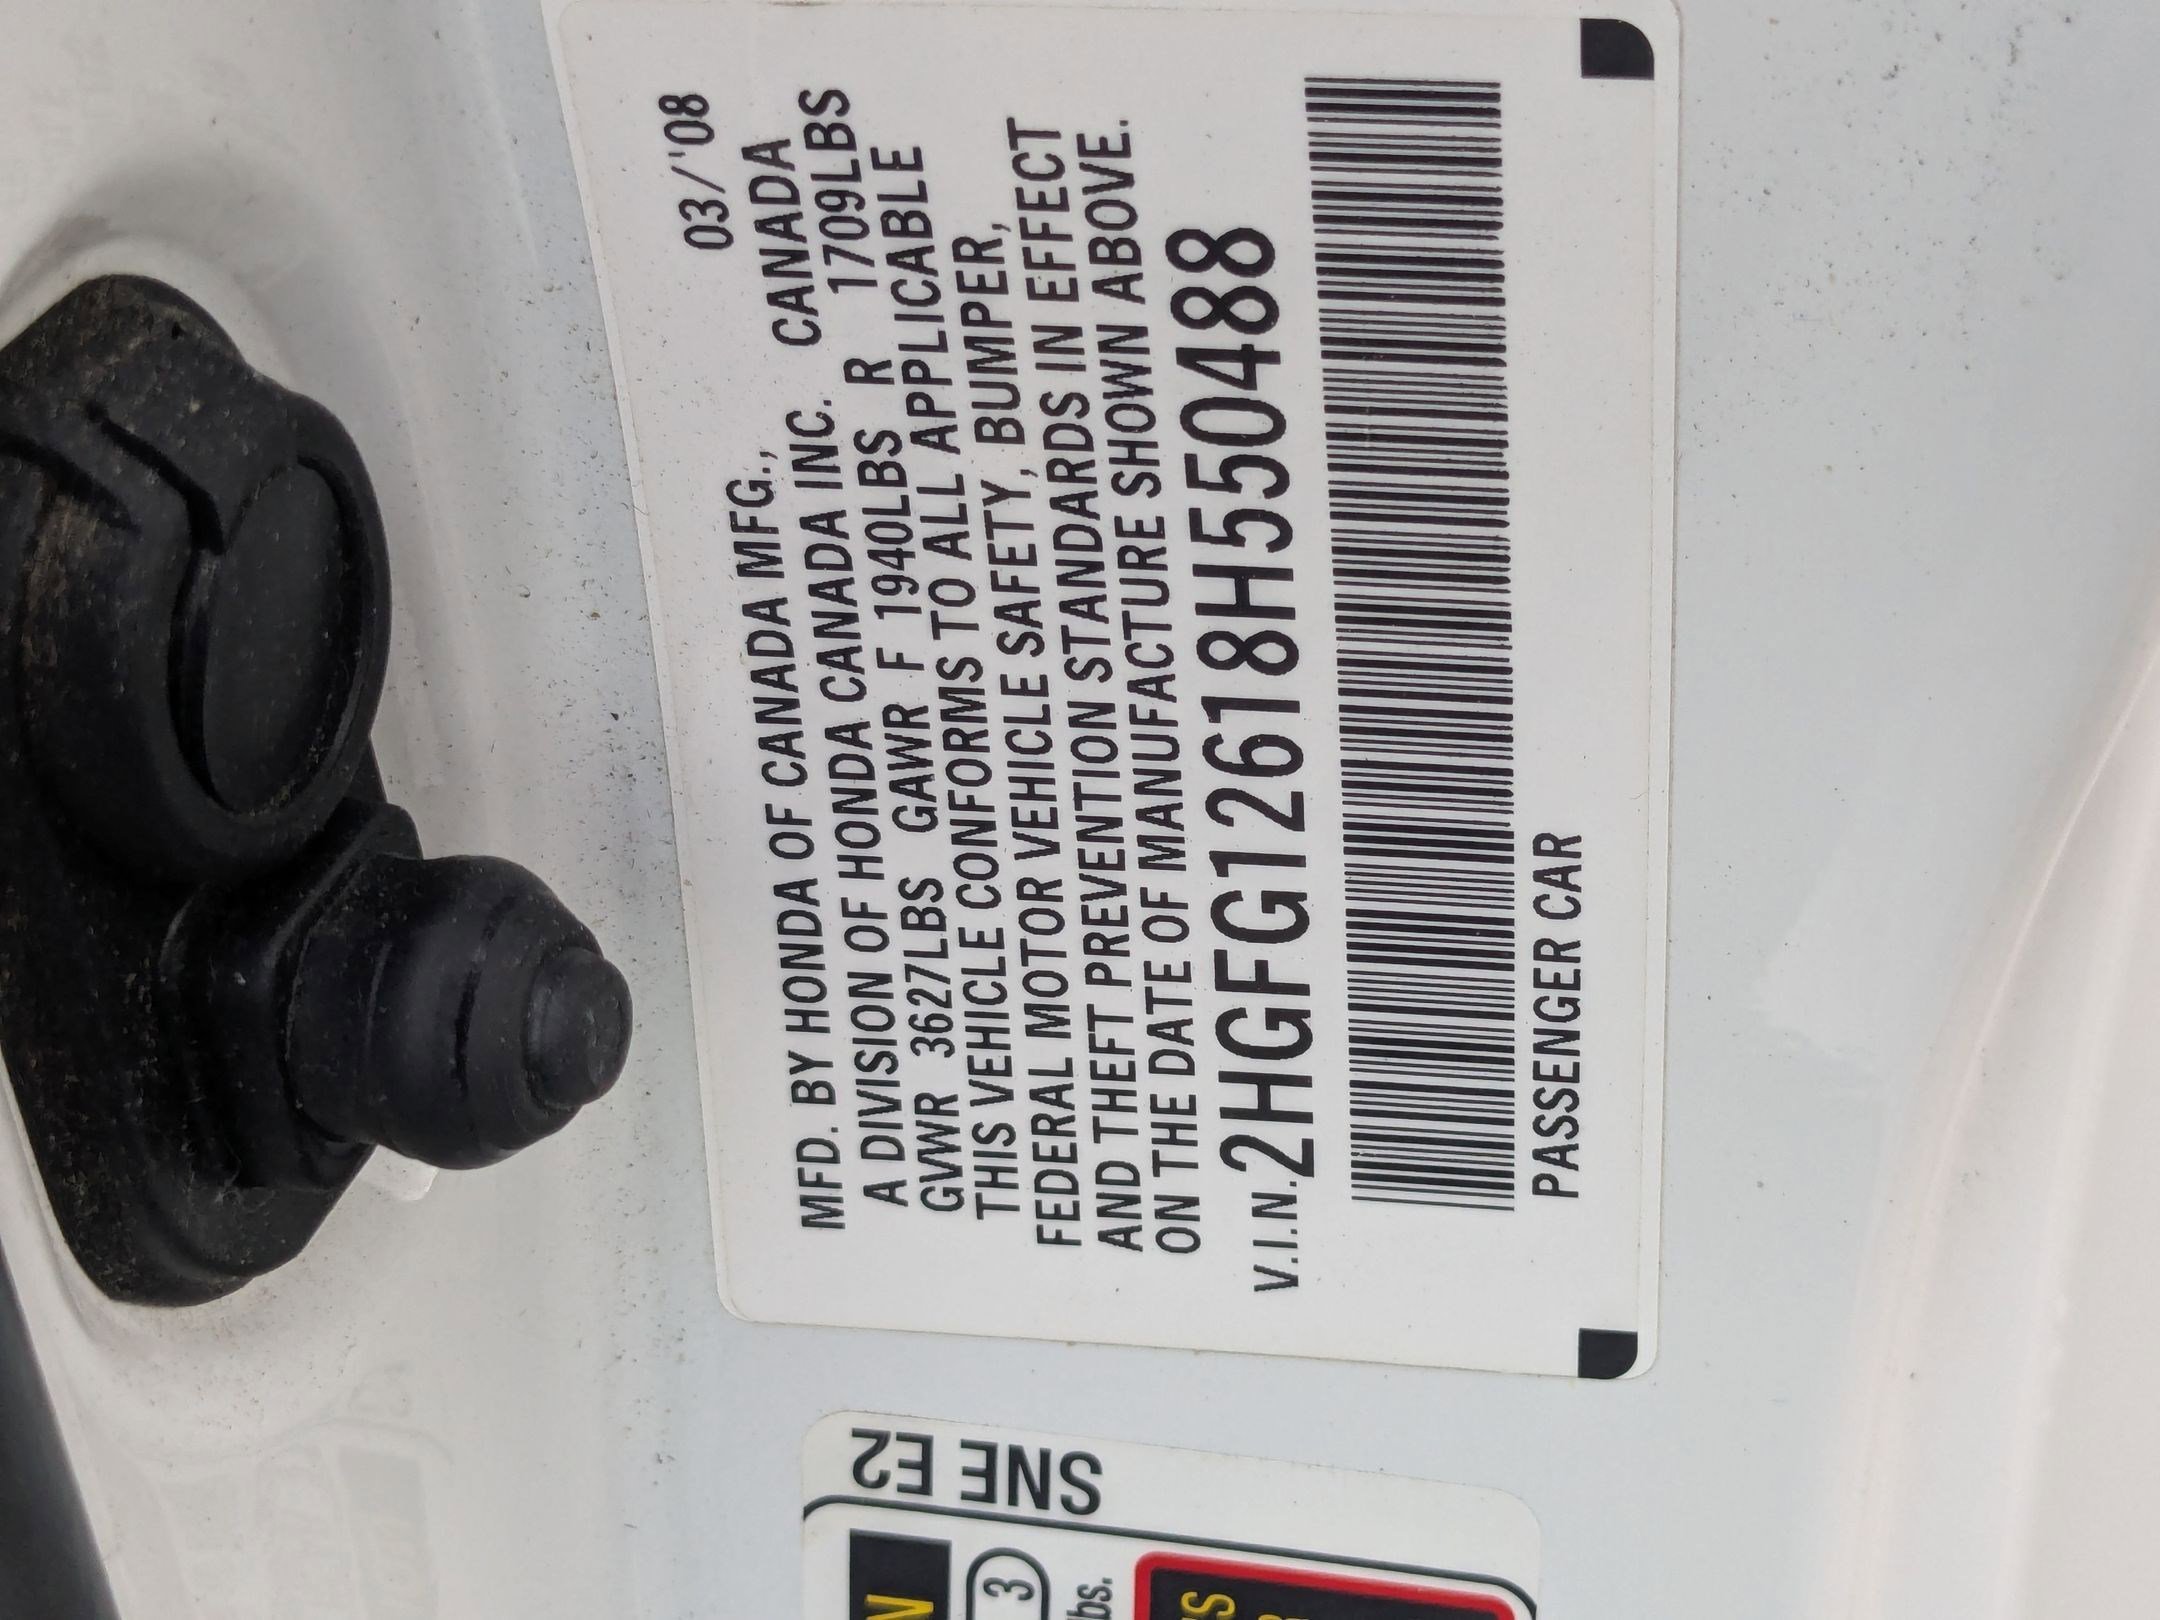 03/'08
MFD. BY HONDA OF CANADA MFG., CANADA
A DIVISION OF HONDA CANADA INC.
GVWR 3627LBS GAWR F 1940LBS R 1709LBS
THIS VEHICLE CONFORMS TO ALL APPLICABLE
FEDERAL MOTOR VEHICLE SAFETY, BUMPER,
AND THEFT PREVENTION STANDARDS IN EFFECT
ON THE DATE OF MANUFACTURE SHOWN ABOVE.
V.I.N. 2HGFG12618H550488
PASSENGER CAR
SNE E2
3
lbs.